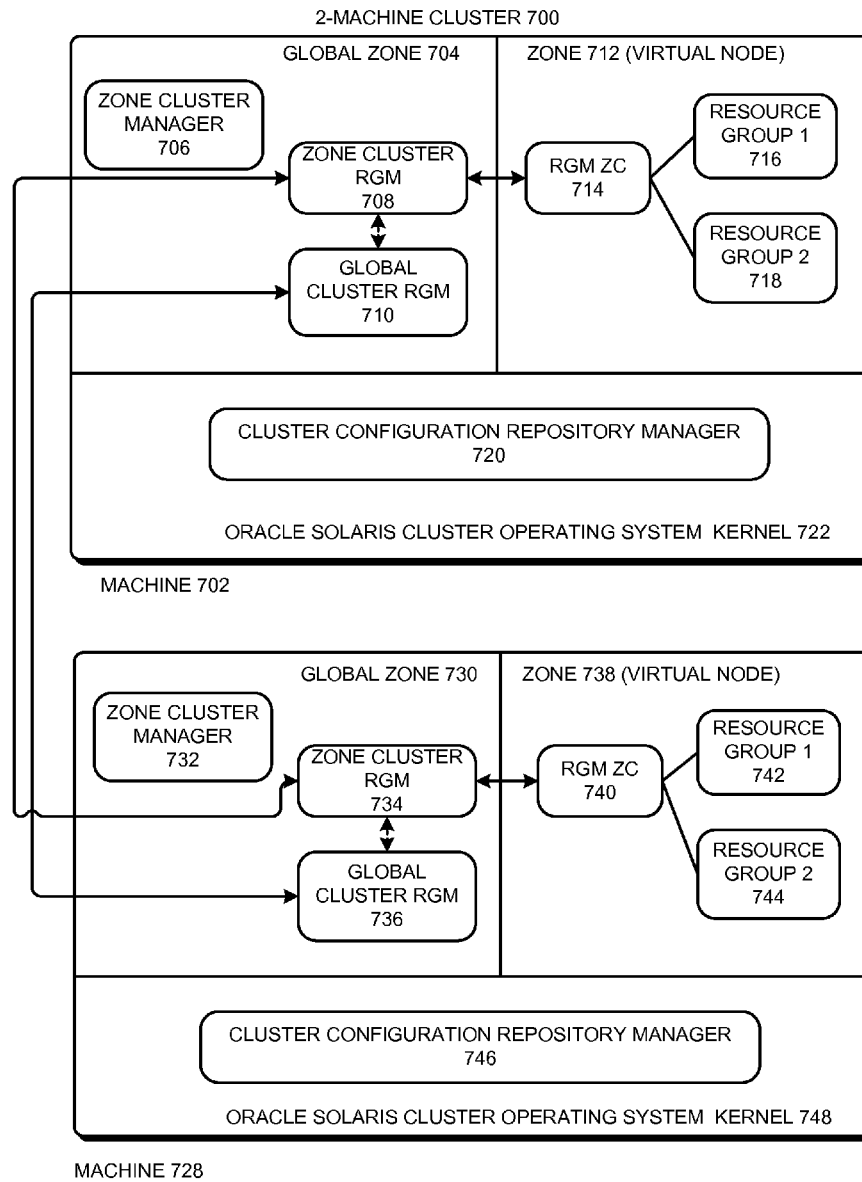 2-MACHINE CLUSTER 700
GLOBAL ZONE 704
ZONE 712 (VIRTUAL NODE)
ZONE CLUSTER
MANAGER
706
ZONE CLUSTER
RGM
708
GLOBAL
CLUSTER RGM
710
RGM ZC
714
RESOURCE
GROUP 1
716
RESOURCE
GROUP 2
718
CLUSTER CONFIGURATION REPOSITORY MANAGER
720
ORACLE SOLARIS CLUSTER OPERATING SYSTEM KERNEL 722
MACHINE 702
GLOBAL ZONE 730
ZONE 738 (VIRTUAL NODE)
ZONE CLUSTER
MANAGER
732
ZONE CLUSTER
RGM
734
GLOBAL
CLUSTER RGM
736
RGM ZC
740
RESOURCE
GROUP 1
742
RESOURCE
GROUP 2
744
CLUSTER CONFIGURATION REPOSITORY MANAGER
746
ORACLE SOLARIS CLUSTER OPERATING SYSTEM KERNEL 748
MACHINE 728